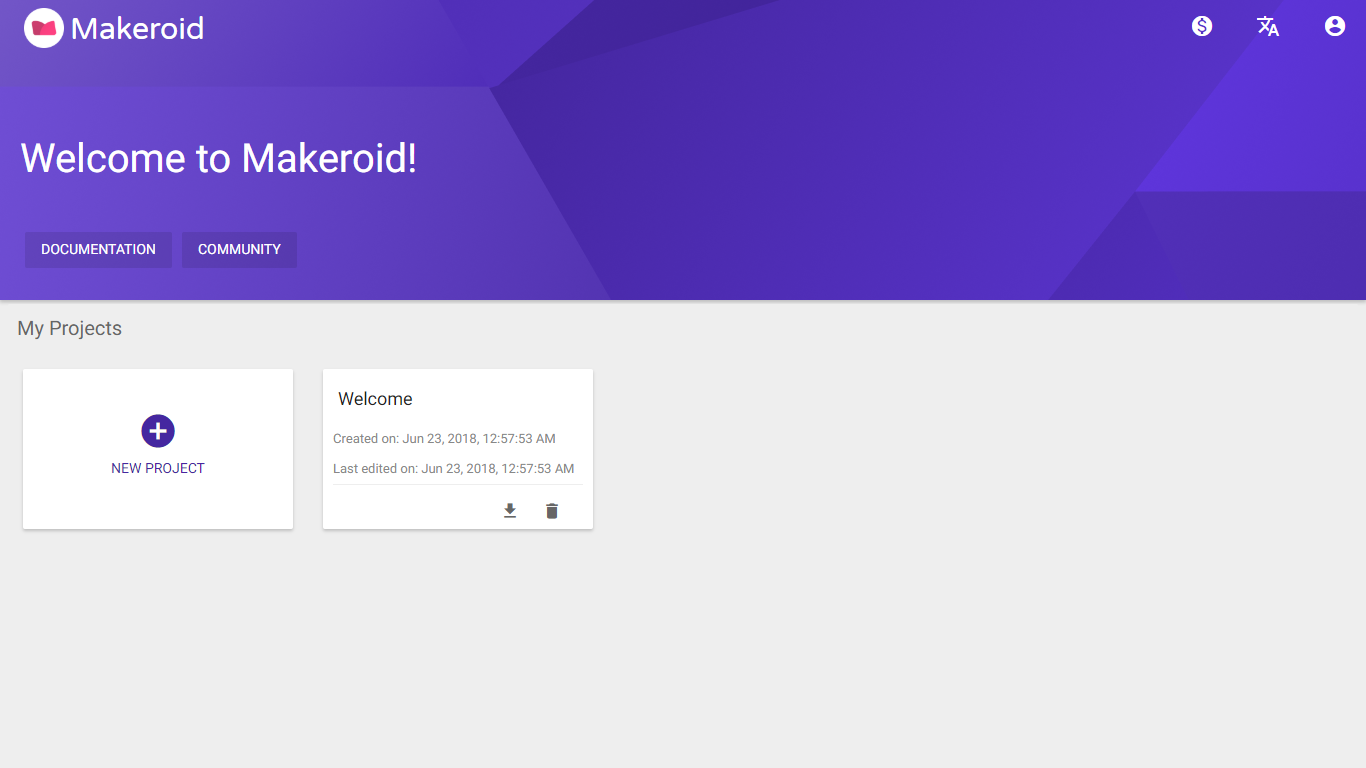 Makeroid
Welcome to Makeroid!
DOCUMENTATION
COMMUNITY
My Projects
NEW PROJECT
Welcome
Created on: Jun 23, 2018, 12:57:53 AM
Last edited on: Jun 23, 2018, 12:57:53 AM